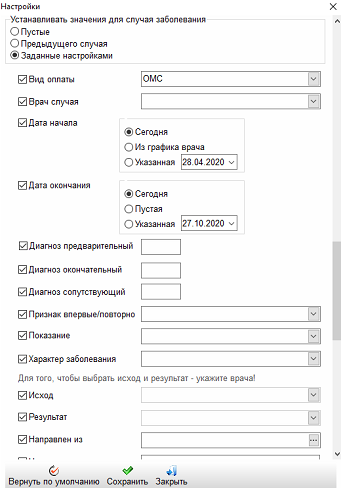 Настройки
Устанавливать значения для случая заболевания
Пустые
Предыдущего случая
Заданные настройками
Вид оплаты ОМС
Врач случая
Дата начала
Сегодня
Из графика врача
Указанная 28.04.2020
Дата окончания
Сегодня
Пустая
Указанная 27.10.2020
Диагноз предварительный
Диагноз окончательный
Диагноз сопутствующий
Признак впервые/повторно
Показание
Характер заболевания
Для того, чтобы выбрать исход и результат - укажите врача!
Исход
Результат
Направлен из
Вернуть по умолчанию Сохранить Закрыть